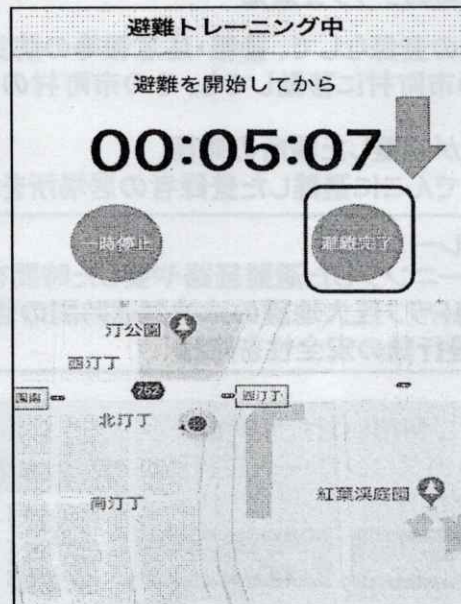 避難トレーニング中
避難を開始してから
00:05:07
一時停止
避難完了
汀公園
西汀丁
252
西汀丁
北汀丁
南汀丁
紅葉渓庭園